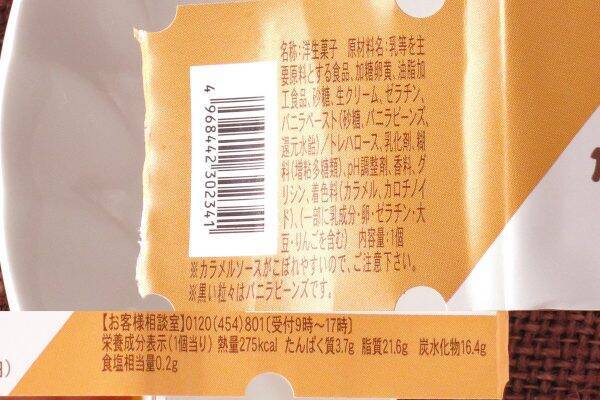 名称:洋生菓子 原材料名:乳等を主
要原料とする食品、加糖卵黄、油脂加
工食品、砂糖、生クリーム、ゼラチン、
バニラペースト(砂糖、バニラビーンズ、
還元水飴)/トレハロース、乳化剤、糊
料(増粘多糖類)、pH調整剤、香料、グ
リシン、着色料(カラメル、カロチノイ
ド)、(一部に乳成分・卵・ゼラチン・大
豆・りんごを含む) 内容量:1個
※カラメルソースがこぼれやすいので、ご注意下さい。
※黒い粒々はバニラビーンズです。
4 968442 302341
【お客様相談室】0120(454)801[受付9時～17時]
栄養成分表示(1個当り) 熱量275kcal たんぱく質3.7g 脂質21.6g 炭水化物16.4g
食塩相当量0.2g